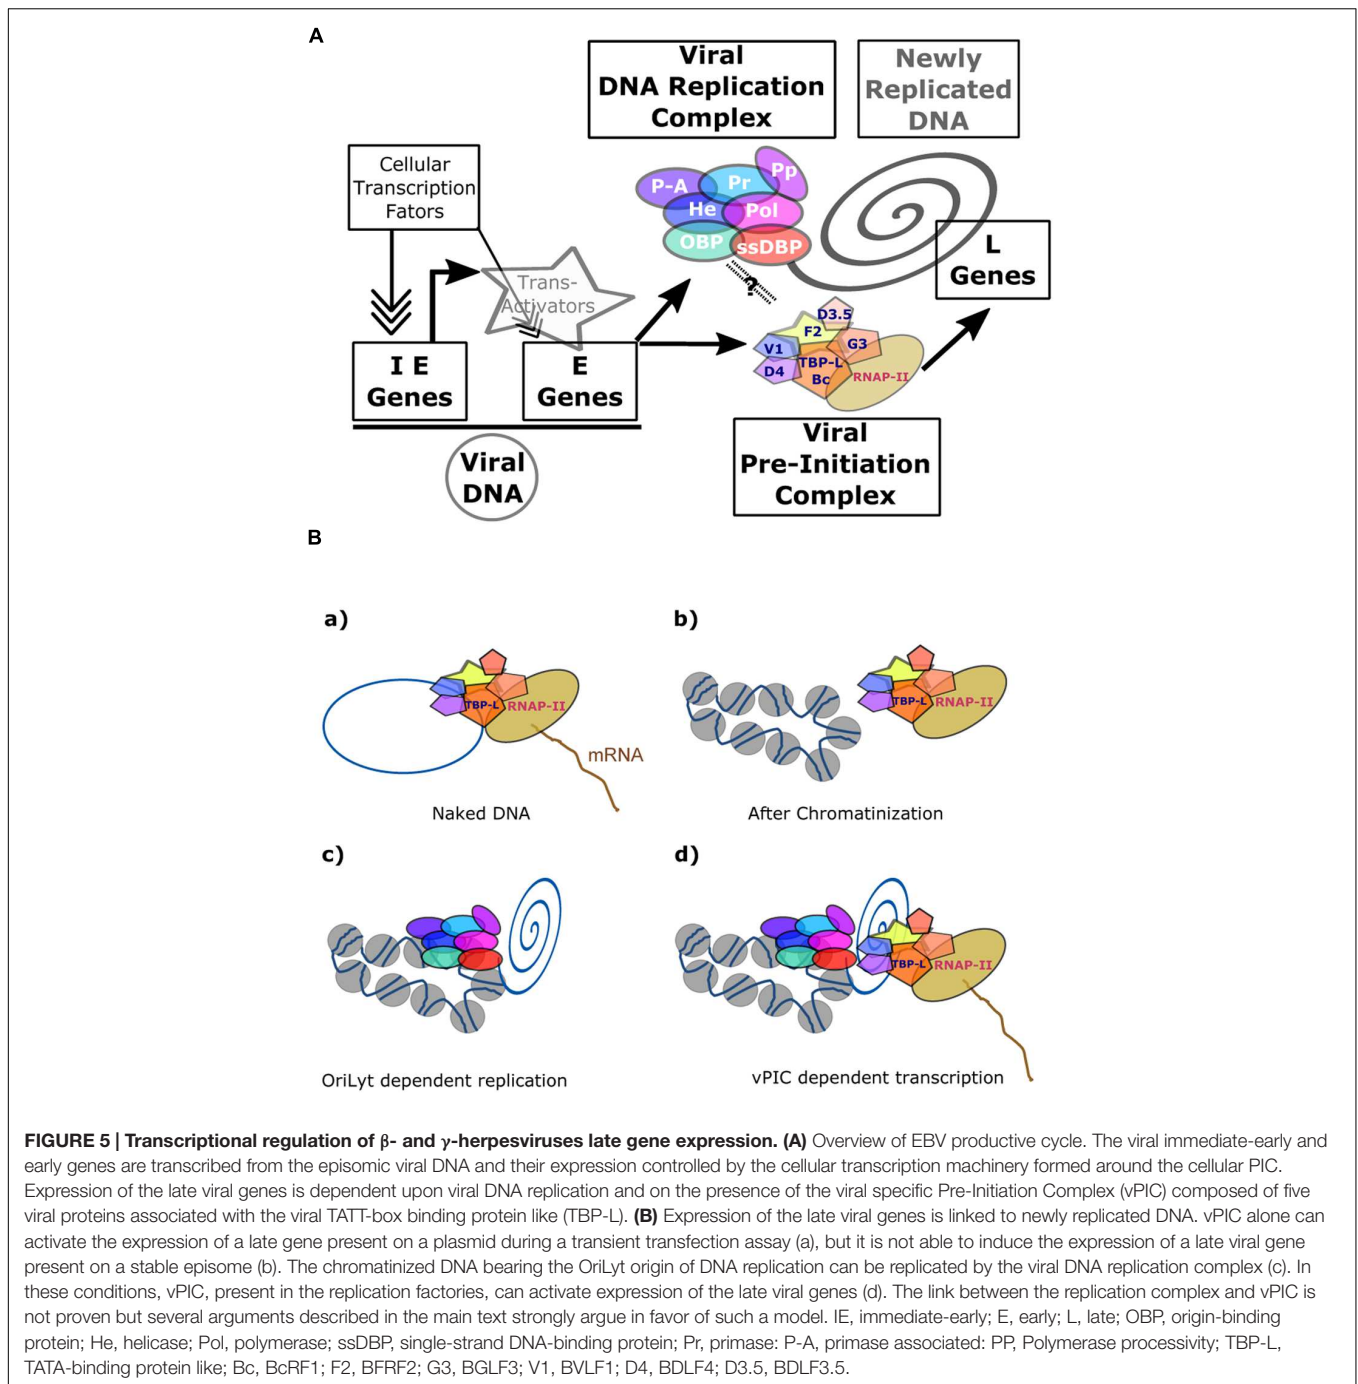 A
Viral
DNA Replication
Complex
Newly
Replicated
DNA
Cellular
Transcription
Fators
P-A
Pr
Pp
He
Pol
OBP
ssDBP
?
Trans-
Activators
L
Genes
I E
Genes
E
Genes
D3.5
F2
V1
G3
D4
TBP-L
Bc
RNAP-II
Viral
DNA
Viral
Pre-Initiation
Complex
B
a)
TBP-L
RNAP-II
mRNA
Naked DNA
b)
TBP-L
RNAP-II
After Chromatinization
c)
OriLyt dependent replication
d)
TBP-L
RNAP-II
vPIC dependent transcription
FIGURE 5 | Transcriptional regulation of β- and γ-herpesviruses late gene expression. (A) Overview of EBV productive cycle. The viral immediate-early and
early genes are transcribed from the episomic viral DNA and their expression controlled by the cellular transcription machinery formed around the cellular PIC.
Expression of the late viral genes is dependent upon viral DNA replication and on the presence of the viral specific Pre-Initiation Complex (vPIC) composed of five
viral proteins associated with the viral TATT-box binding protein like (TBP-L). (B) Expression of the late viral genes is linked to newly replicated DNA. vPIC alone can
activate the expression of a late gene present on a plasmid during a transient transfection assay (a), but it is not able to induce the expression of a late viral gene
present on a stable episome (b). The chromatinized DNA bearing the OriLyt origin of DNA replication can be replicated by the viral DNA replication complex (c). In
these conditions, vPIC, present in the replication factories, can activate expression of the late viral genes (d). The link between the replication complex and vPIC is
not proven but several arguments described in the main text strongly argue in favor of such a model. IE, immediate-early; E, early; L, late; OBP, origin-binding
protein; He, helicase; Pol, polymerase; ssDBP, single-strand DNA-binding protein; Pr, primase: P-A, primase associated: PP, Polymerase processivity; TBP-L,
TATA-binding protein like; Bc, BcRF1; F2, BFRF2; G3, BGLF3; V1, BVLF1; D4, BDLF4; D3.5, BDLF3.5.